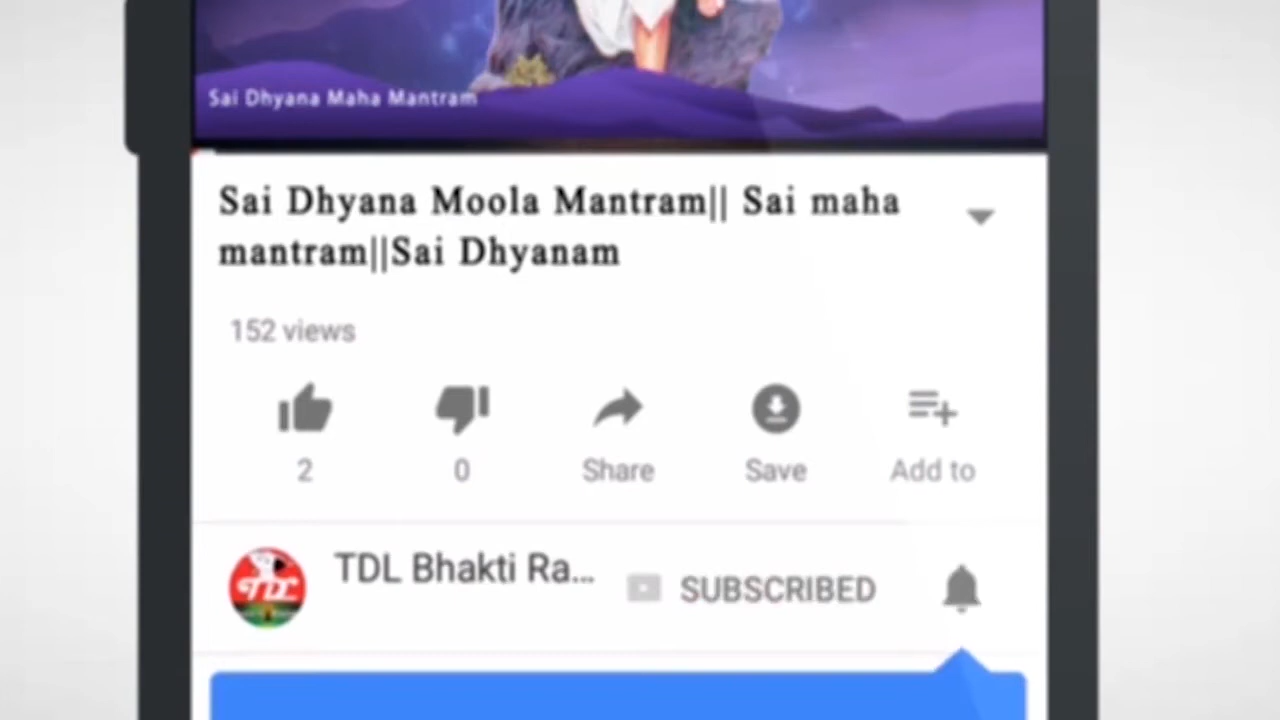 Sai Dhyana Maha Mantram
Sai Dhyana Moola Mantram|| Sai maha
mantram||Sai Dhyanam
152 views
2
0
Share
Save
Add to
TDL
TDL Bhakti Ra...
SUBSCRIBED